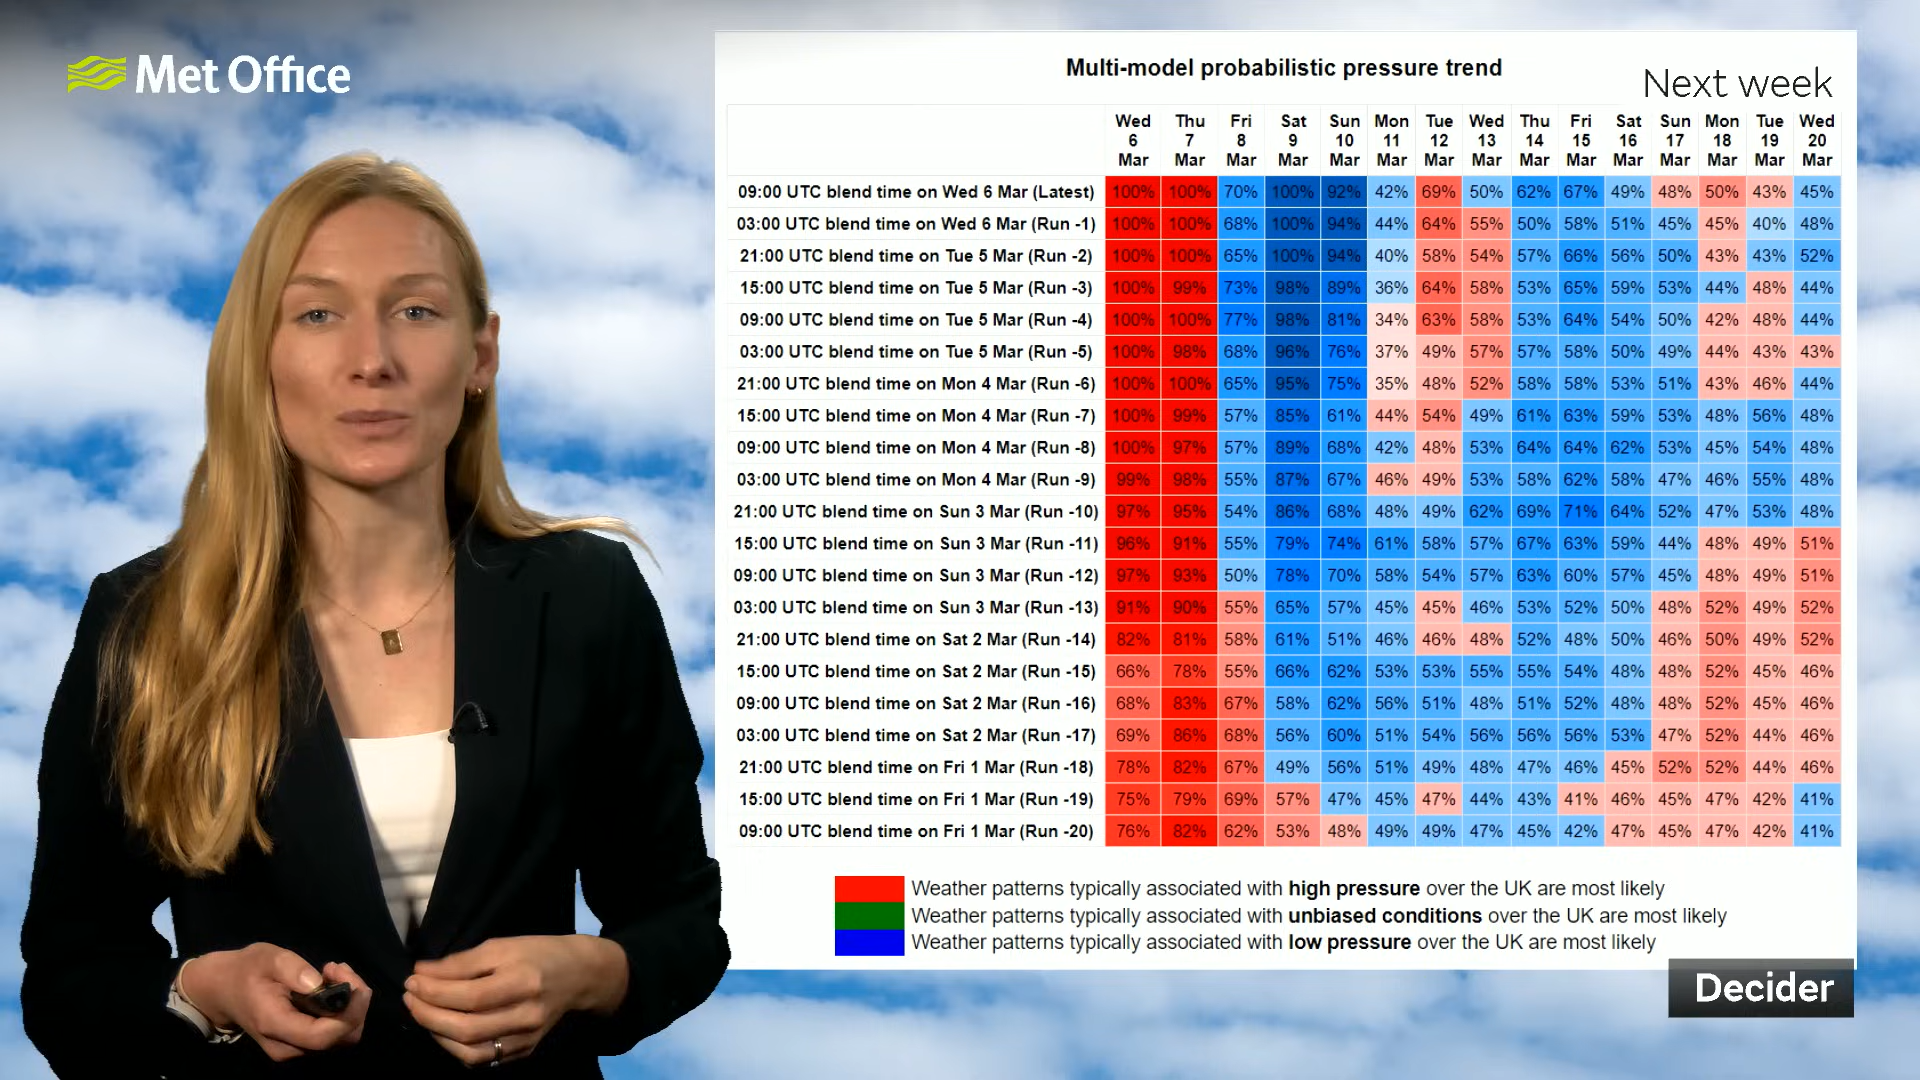 Met Office
Multi-model probabilistic pressure trend
Next week
Wed 6 Mar Thu 7 Mar Fri 8 Mar Sat 9 Mar Sun 10 Mar Mon 11 Mar Tue 12 Mar Wed 13 Mar Thu 14 Mar Fri 15 Mar Sat 16 Mar Sun 17 Mar Mon 18 Mar Tue 19 Mar Wed 20 Mar
09:00 UTC blend time on Wed 6 Mar (Latest) 100% 100% 70% 100% 92% 42% 69% 50% 62% 67% 49% 48% 50% 43% 45%
03:00 UTC blend time on Wed 6 Mar (Run -1) 100% 100% 68% 100% 94% 44% 64% 55% 50% 58% 51% 45% 45% 40% 48%
21:00 UTC blend time on Tue 5 Mar (Run -2) 100% 100% 65% 100% 94% 40% 58% 54% 57% 66% 56% 50% 43% 43% 52%
15:00 UTC blend time on Tue 5 Mar (Run -3) 100% 99% 73% 98% 89% 36% 64% 58% 53% 65% 59% 53% 44% 48% 44%
09:00 UTC blend time on Tue 5 Mar (Run -4) 100% 100% 77% 98% 81% 34% 63% 58% 53% 64% 54% 50% 42% 48% 44%
03:00 UTC blend time on Tue 5 Mar (Run -5) 100% 98% 68% 96% 76% 37% 49% 57% 57% 58% 50% 49% 44% 43% 43%
21:00 UTC blend time on Mon 4 Mar (Run -6) 100% 100% 65% 95% 75% 35% 48% 52% 58% 58% 53% 51% 43% 46% 44%
15:00 UTC blend time on Mon 4 Mar (Run -7) 100% 99% 57% 85% 61% 44% 54% 49% 61% 63% 59% 53% 48% 56% 48%
09:00 UTC blend time on Mon 4 Mar (Run -8) 100% 97% 57% 89% 68% 42% 48% 53% 64% 64% 62% 53% 45% 54% 48%
03:00 UTC blend time on Mon 4 Mar (Run -9) 99% 98% 55% 87% 67% 46% 49% 53% 58% 62% 58% 47% 46% 55% 48%
21:00 UTC blend time on Sun 3 Mar (Run -10) 97% 95% 54% 86% 68% 48% 49% 62% 69% 71% 64% 52% 47% 53% 48%
15:00 UTC blend time on Sun 3 Mar (Run -11) 96% 91% 55% 79% 74% 61% 58% 57% 67% 63% 59% 44% 48% 49% 51%
09:00 UTC blend time on Sun 3 Mar (Run -12) 97% 93% 50% 78% 70% 58% 54% 57% 63% 60% 57% 45% 48% 49% 51%
03:00 UTC blend time on Sun 3 Mar (Run -13) 91% 90% 55% 65% 57% 45% 45% 46% 53% 52% 50% 48% 52% 49% 52%
21:00 UTC blend time on Sat 2 Mar (Run -14) 82% 81% 58% 61% 51% 46% 46% 48% 52% 48% 50% 46% 50% 49% 52%
15:00 UTC blend time on Sat 2 Mar (Run -15) 66% 78% 55% 66% 62% 53% 53% 55% 55% 54% 48% 48% 52% 45% 46%
09:00 UTC blend time on Sat 2 Mar (Run -16) 68% 83% 67% 58% 62% 56% 51% 48% 51% 52% 48% 48% 52% 45% 46%
03:00 UTC blend time on Sat 2 Mar (Run -17) 69% 86% 68% 56% 60% 51% 54% 56% 56% 56% 53% 47% 52% 44% 46%
21:00 UTC blend time on Fri 1 Mar (Run -18) 78% 82% 67% 49% 56% 51% 49% 48% 47% 46% 45% 52% 52% 44% 46%
15:00 UTC blend time on Fri 1 Mar (Run -19) 75% 79% 69% 57% 47% 45% 47% 44% 43% 41% 46% 45% 47% 42% 41%
09:00 UTC blend time on Fri 1 Mar (Run -20) 76% 82% 62% 53% 48% 49% 49% 47% 45% 42% 47% 45% 47% 42% 41%
Weather patterns typically associated with high pressure over the UK are most likely
Weather patterns typically associated with unbiased conditions over the UK are most likely
Weather patterns typically associated with low pressure over the UK are most likely
Decider